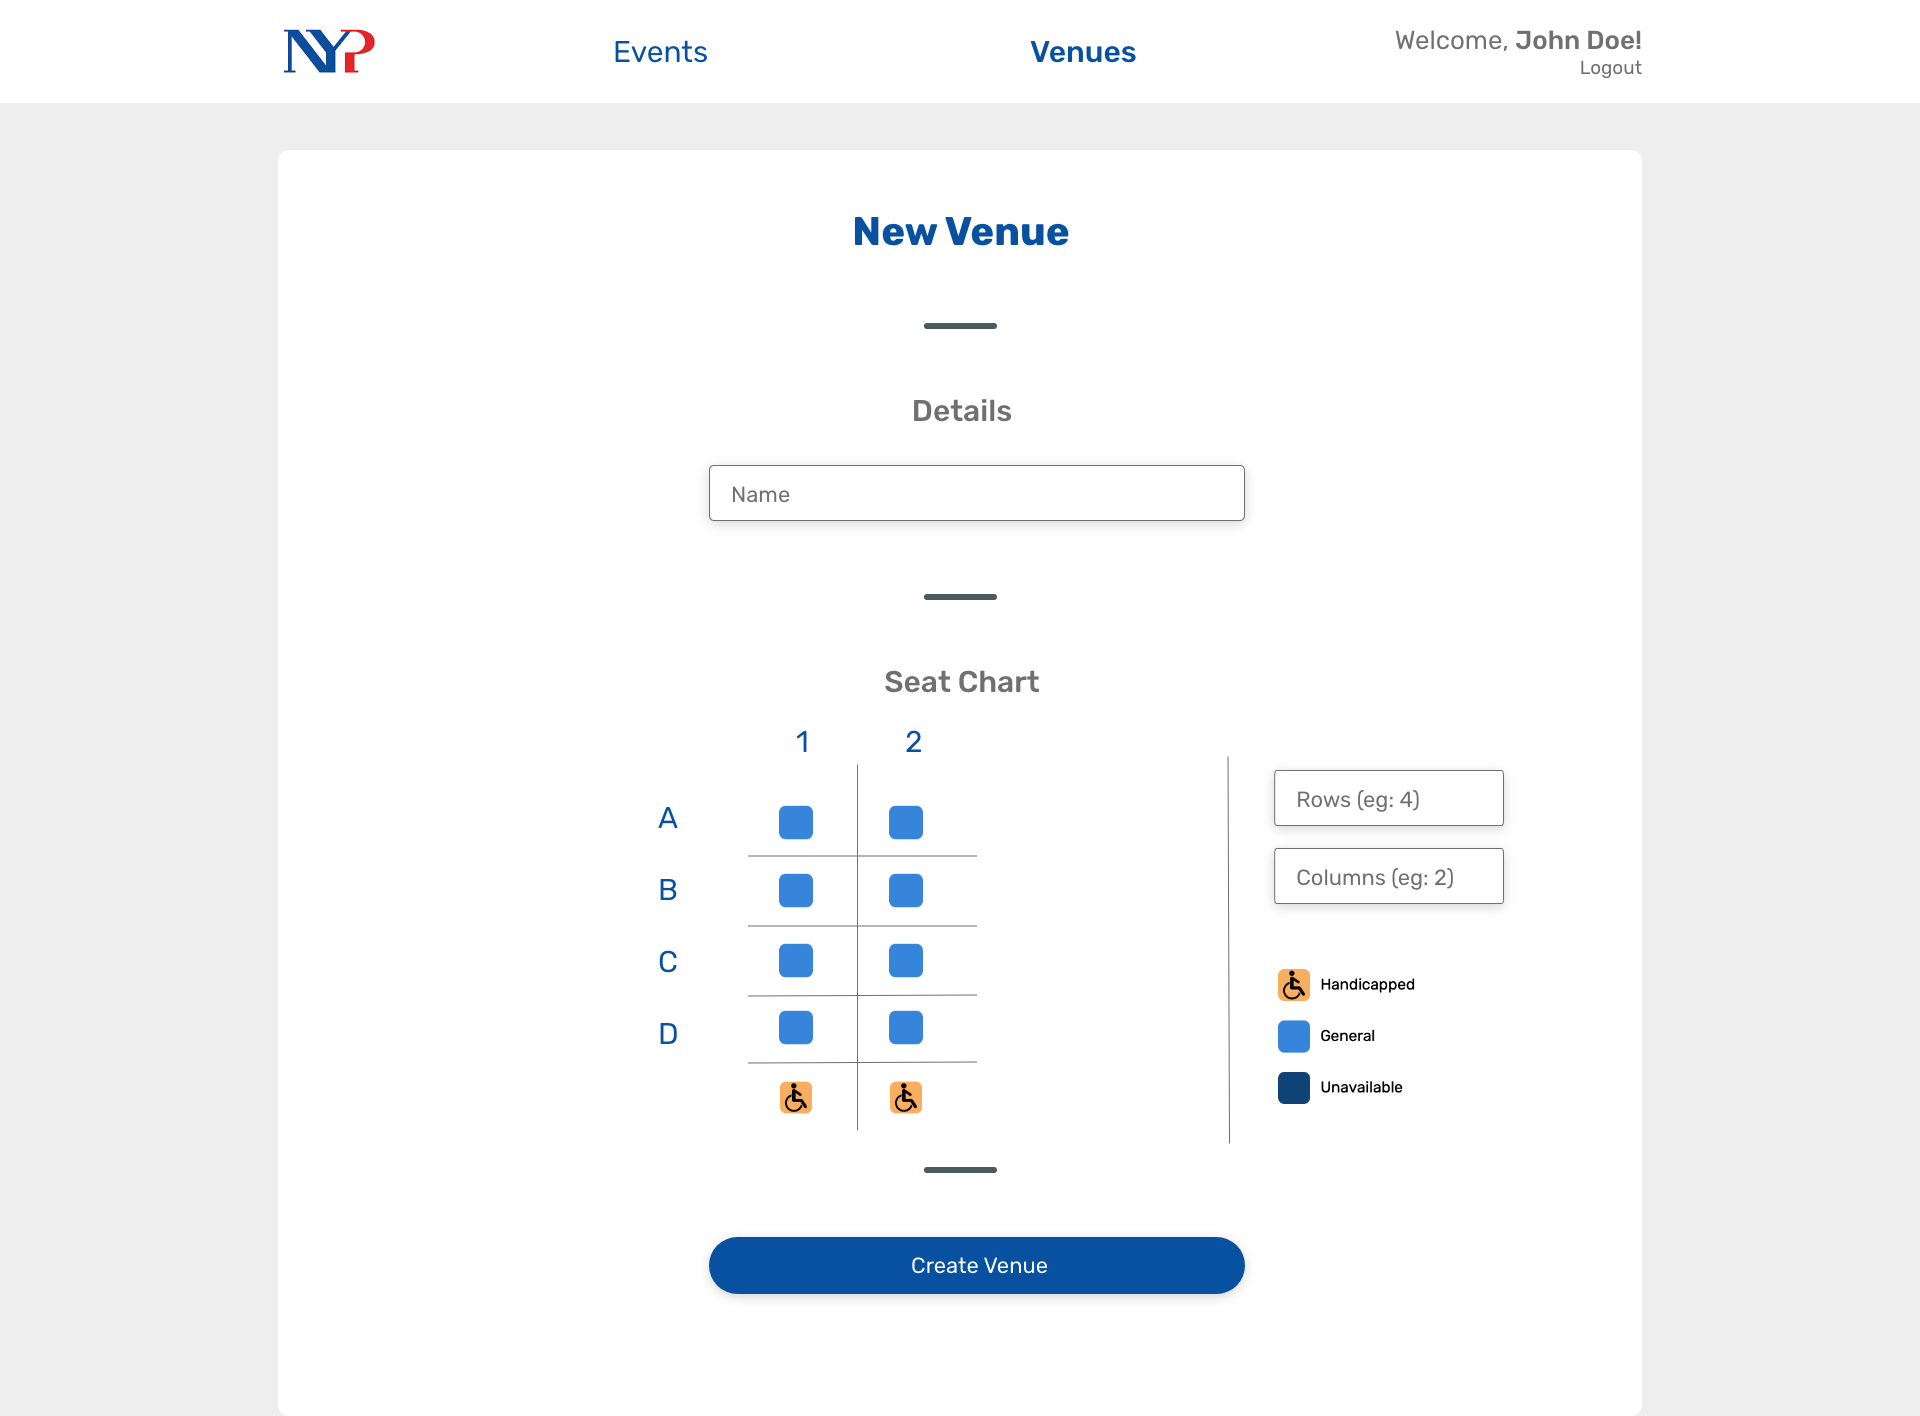 NYP
Events
Venues
Welcome, John Doe!
Logout
New Venue
Details
Name
Seat Chart
1 2
A
B
C
D
Rows (eg: 4)
Columns (eg: 2)
Handicapped
General
Unavailable
Create Venue